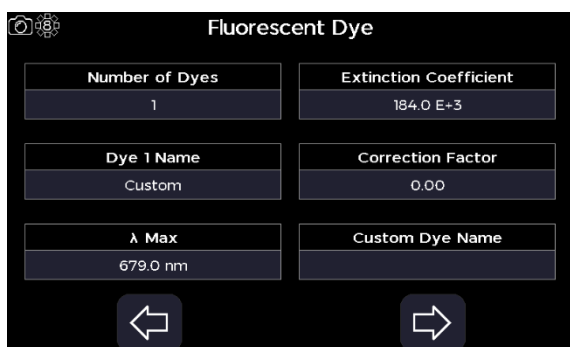 8
Fluorescent Dye
Number of Dyes
1
Extinction Coefficient
184.0 E+3
Dye 1 Name
Custom
Correction Factor
0.00
λ Max
679.0 nm
Custom Dye Name